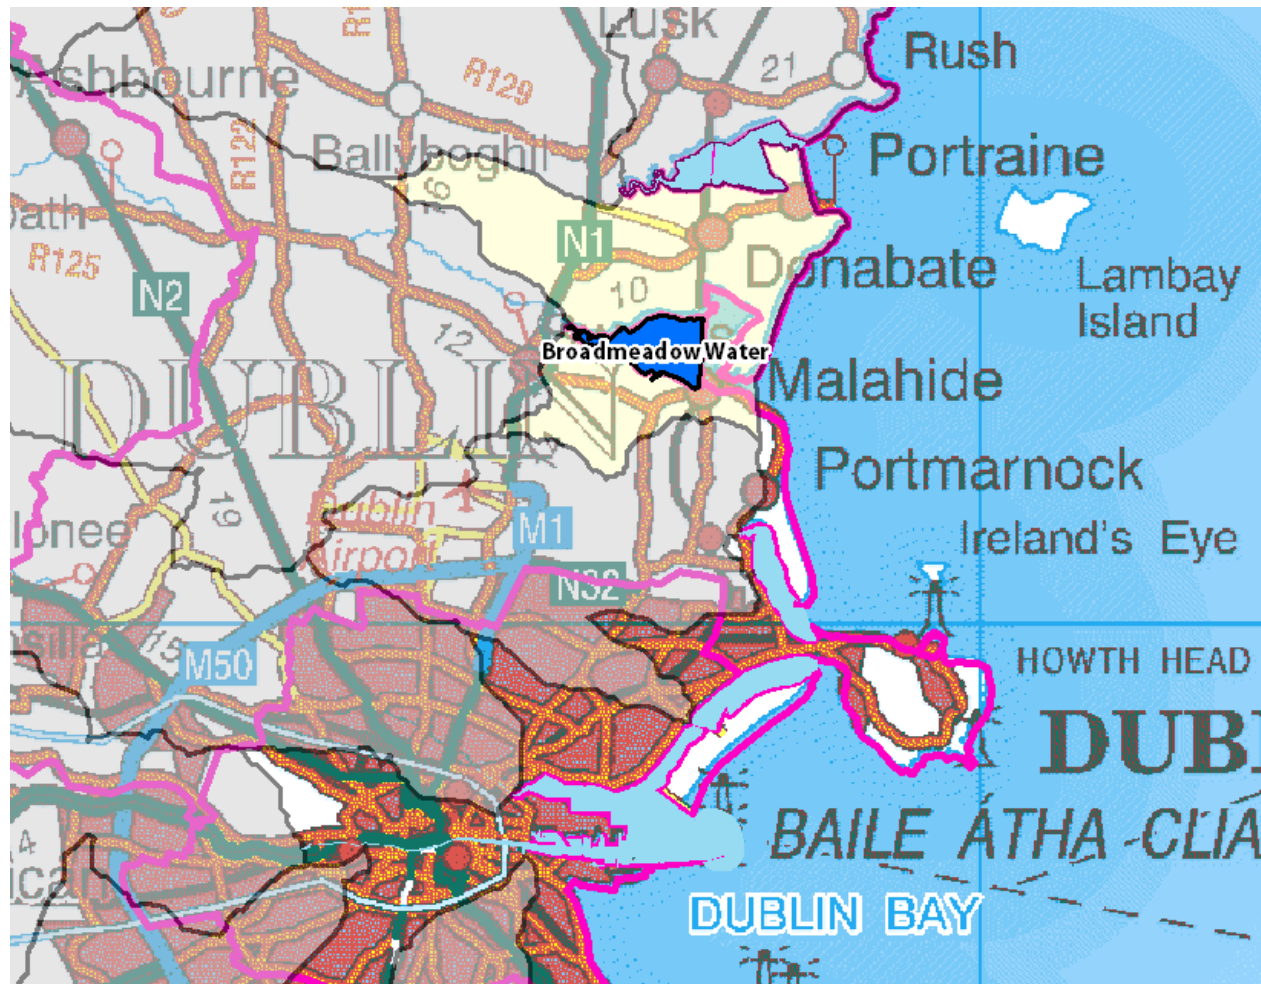 Lusk
Rush
Ashbourne
R129
21
R122
Ballyboghil
Portraine
16
R125
N1
Donabate
Lambay
Island
N2
10
12
Broadmeadow Water
DUBLIN
Malahide
Portmarnock
19
Dublin
Airport
M1
Ireland's Eye
N32
M50
HOWTH HEAD
BAILE ÁTHA CLIA
DUBLIN BAY